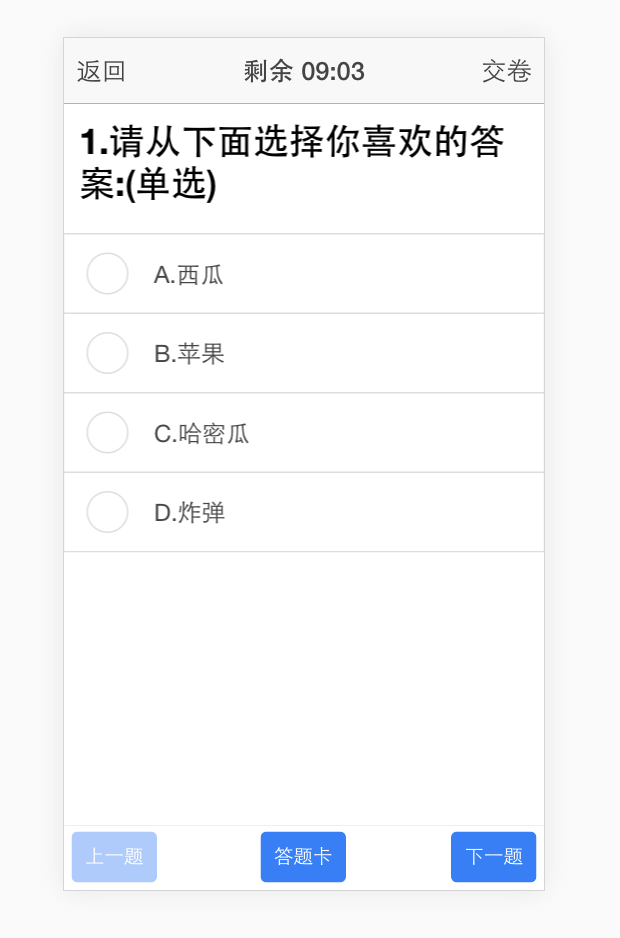 返回 剩余 09:03 交卷
1.请从下面选择你喜欢的答
案:(单选)
A.西瓜
B.苹果
C.哈密瓜
D.炸弹
上一题 答题卡 下一题